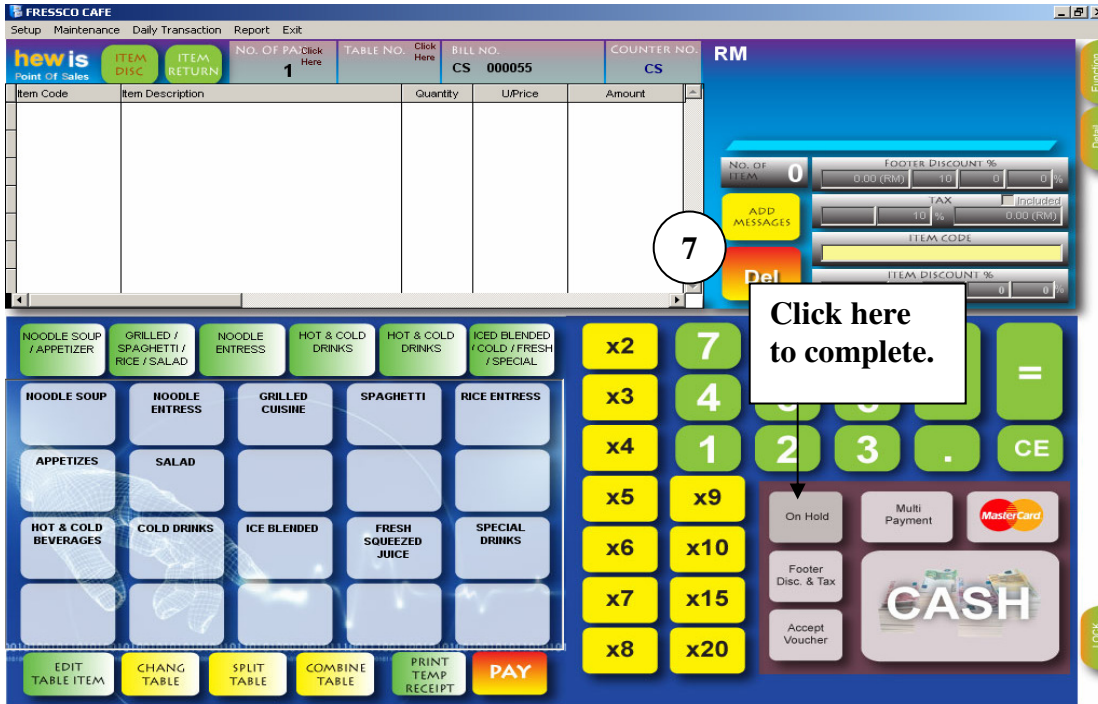 FRESSCO CAFE
Setup Maintenance Daily Transaction Report Exit
hewis
Point Of Sales
ITEM DISC
ITEM RETURN
NO. OF PAX
Click Here
1
TABLE NO.
Click Here
BILL NO.
CS 000055
COUNTER NO.
CS
RM
Function
Detail
Item Code Item Description Quantity U/Price Amount
NO. OF ITEM 0
FOOTER DISCOUNT %
0.00 (RM) 10 0 0 %
TAX Included
10 % 0.00 (RM)
ADD MESSAGES
ITEM CODE
7
Del
ITEM DISCOUNT %
0 0 %
Click here
to complete.
NOODLE SOUP
/ APPETIZER
GRILLED /
SPAGHETTI /
RICE / SALAD
NOODLE
ENTRESS
HOT & COLD
DRINKS
HOT & COLD
DRINKS
ICED BLENDED
/ COLD / FRESH
/ SPECIAL
NOODLE SOUP
NOODLE
ENTRESS
GRILLED
CUISINE
SPAGHETTI
RICE ENTRESS
APPETIZES
SALAD
HOT & COLD
BEVERAGES
COLD DRINKS
ICE BLENDED
FRESH
SQUEEZED
JUICE
SPECIAL
DRINKS
EDIT
TABLE ITEM
CHANG
TABLE
SPLIT
TABLE
COMBINE
TABLE
PRINT
TEMP
RECEIPT
PAY
x2 7
x3 4 =
x4 1 2 3 . CE
x5 x9
x6 x10
x7 x15
x8 x20
On Hold
Multi
Payment
MasterCard
Footer
Disc. & Tax
Accept
Voucher
CASH
LOCK